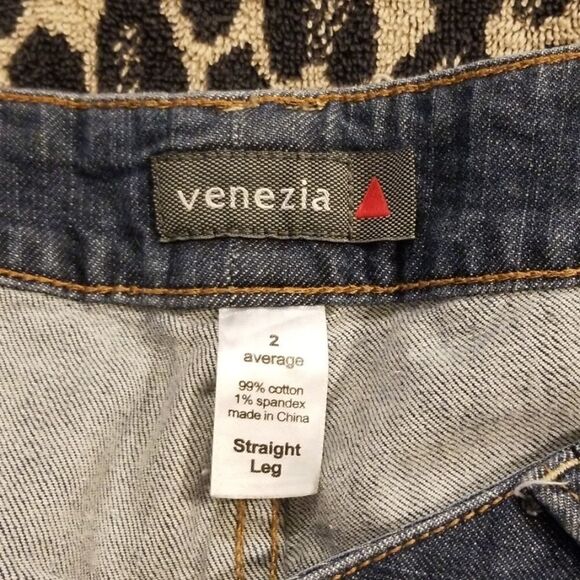 venezia
2
average
99% cotton
1% spandex
made in China
Straight
Leg